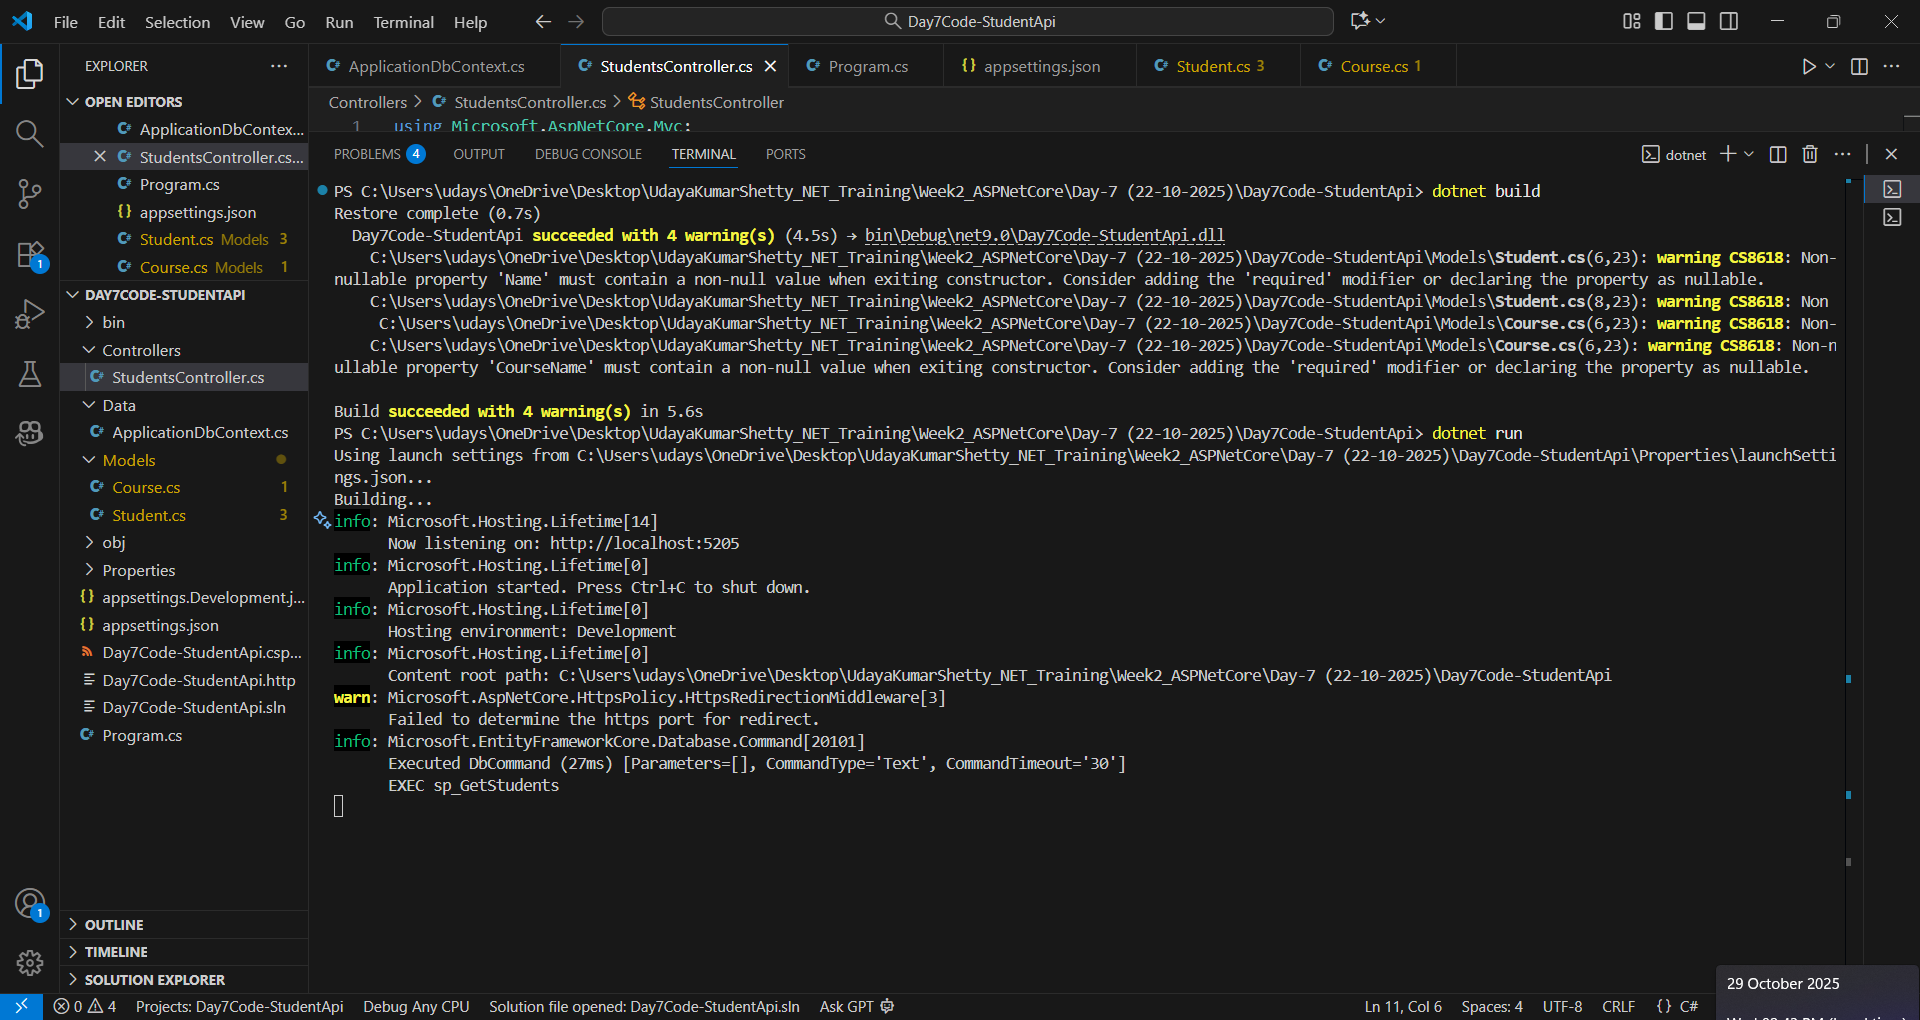 File Edit Selection View Go Run Terminal Help
Day7Code-StudentApi
EXPLORER
OPEN EDITORS
ApplicationDbContex...
StudentsController.cs...
Program.cs
appsettings.json
Student.cs Models 3
Course.cs Models 1
DAY7CODE-STUDENTAPI
bin
Controllers
StudentsController.cs
Data
ApplicationDbContext.cs
Models
Course.cs 1
Student.cs 3
obj
Properties
appsettings.Development.j...
appsettings.json
Day7Code-StudentApi.csp...
Day7Code-StudentApi.http
Day7Code-StudentApi.sln
Program.cs
OUTLINE
TIMELINE
SOLUTION EXPLORER
1
1
ApplicationDbContext.cs StudentsController.cs Program.cs appsettings.json Student.cs 3 Course.cs 1
Controllers > StudentsController.cs > StudentsController
1 using Microsoft.AspNetCore.Mvc;
PROBLEMS 4 OUTPUT DEBUG CONSOLE TERMINAL PORTS
dotnet
PS C:\Users\udays\OneDrive\Desktop\UdayaKumarShetty_NET_Training\Week2_ASPNetCore\Day-7 (22-10-2025)\Day7Code-StudentApi> dotnet build
Restore complete (0.7s)
Day7Code-StudentApi succeeded with 4 warning(s) (4.5s) → bin\Debug\net9.0\Day7Code-StudentApi.dll
C:\Users\udays\OneDrive\Desktop\UdayaKumarShetty_NET_Training\Week2_ASPNetCore\Day-7 (22-10-2025)\Day7Code-StudentApi\Models\Student.cs(6,23): warning CS8618: Non-
nullable property 'Name' must contain a non-null value when exiting constructor. Consider adding the 'required' modifier or declaring the property as nullable.
C:\Users\udays\OneDrive\Desktop\UdayaKumarShetty_NET_Training\Week2_ASPNetCore\Day-7 (22-10-2025)\Day7Code-StudentApi\Models\Student.cs(8,23): warning CS8618: Non
C:\Users\udays\OneDrive\Desktop\UdayaKumarShetty_NET_Training\Week2_ASPNetCore\Day-7 (22-10-2025)\Day7Code-StudentApi\Models\Course.cs(6,23): warning CS8618: Non-
C:\Users\udays\OneDrive\Desktop\UdayaKumarShetty_NET_Training\Week2_ASPNetCore\Day-7 (22-10-2025)\Day7Code-StudentApi\Models\Course.cs(6,23): warning CS8618: Non-n
ullable property 'CourseName' must contain a non-null value when exiting constructor. Consider adding the 'required' modifier or declaring the property as nullable.
Build succeeded with 4 warning(s) in 5.6s
PS C:\Users\udays\OneDrive\Desktop\UdayaKumarShetty_NET_Training\Week2_ASPNetCore\Day-7 (22-10-2025)\Day7Code-StudentApi> dotnet run
Using launch settings from C:\Users\udays\OneDrive\Desktop\UdayaKumarShetty_NET_Training\Week2_ASPNetCore\Day-7 (22-10-2025)\Day7Code-StudentApi\Properties\launchSetti
ngs.json...
Building...
info: Microsoft.Hosting.Lifetime[14]
Now listening on: http://localhost:5205
info: Microsoft.Hosting.Lifetime[0]
Application started. Press Ctrl+C to shut down.
info: Microsoft.Hosting.Lifetime[0]
Hosting environment: Development
info: Microsoft.Hosting.Lifetime[0]
Content root path: C:\Users\udays\OneDrive\Desktop\UdayaKumarShetty_NET_Training\Week2_ASPNetCore\Day-7 (22-10-2025)\Day7Code-StudentApi
warn: Microsoft.AspNetCore.HttpsPolicy.HttpsRedirectionMiddleware[3]
Failed to determine the https port for redirect.
info: Microsoft.EntityFrameworkCore.Database.Command[20101]
Executed DbCommand (27ms) [Parameters=[], CommandType='Text', CommandTimeout='30']
EXEC sp_GetStudents
0 4 Projects: Day7Code-StudentApi Debug Any CPU Solution file opened: Day7Code-StudentApi.sln Ask GPT Ln 11, Col 6 Spaces: 4 UTF-8 CRLF {} C#
29 October 2025